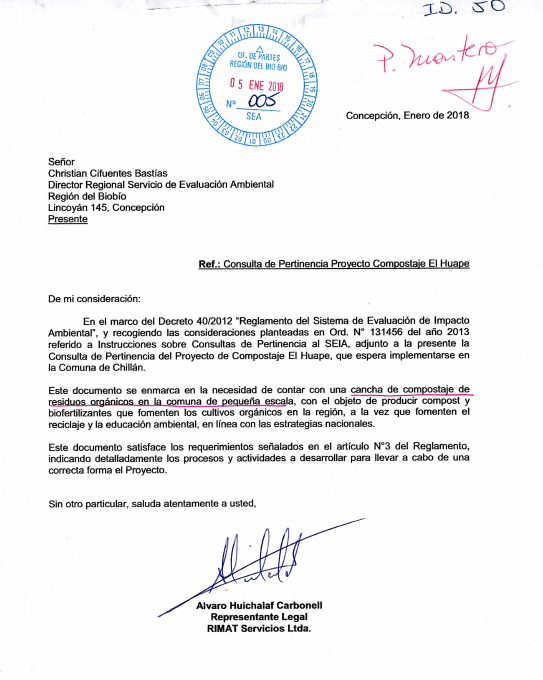 ID. 50
OF. DE PARTES
REGIÓN DEL BIO BIO
05 ENE 2018
Nº 005
SEA
P. Montero
Concepción, Enero de 2018
Señor
Christian Cifuentes Bastías
Director Regional Servicio de Evaluación Ambiental
Región del Biobío
Lincoyán 145, Concepción
Presente
Ref.: Consulta de Pertinencia Proyecto Compostaje El Huape
De mi consideración:
En el marco del Decreto 40/2012 "Reglamento del Sistema de Evaluación de Impacto
Ambiental", y recogiendo las consideraciones planteadas en Ord. N° 131456 del año 2013
referido a Instrucciones sobre Consultas de Pertinencia al SEIA, adjunto a la presente la
Consulta de Pertinencia del Proyecto de Compostaje El Huape, que espera implementarse en
la Comuna de Chillán.
Este documento se enmarca en la necesidad de contar con una cancha de compostaje de
residuos orgánicos en la comuna de pequeña escala, con el objeto de producir compost y
biofertilizantes que fomenten los cultivos orgánicos en la región, a la vez que fomenten el
reciclaje y la educación ambiental, en línea con las estrategias nacionales.
Este documento satisface los requerimientos señalados en el artículo N°3 del Reglamento,
indicando detalladamente los procesos y actividades a desarrollar para llevar a cabo de una
correcta forma el Proyecto.
Sin otro particular, saluda atentamente a usted,
Alvaro Huichalaf Carbonell
Representante Legal
RIMAT Servicios Ltda.